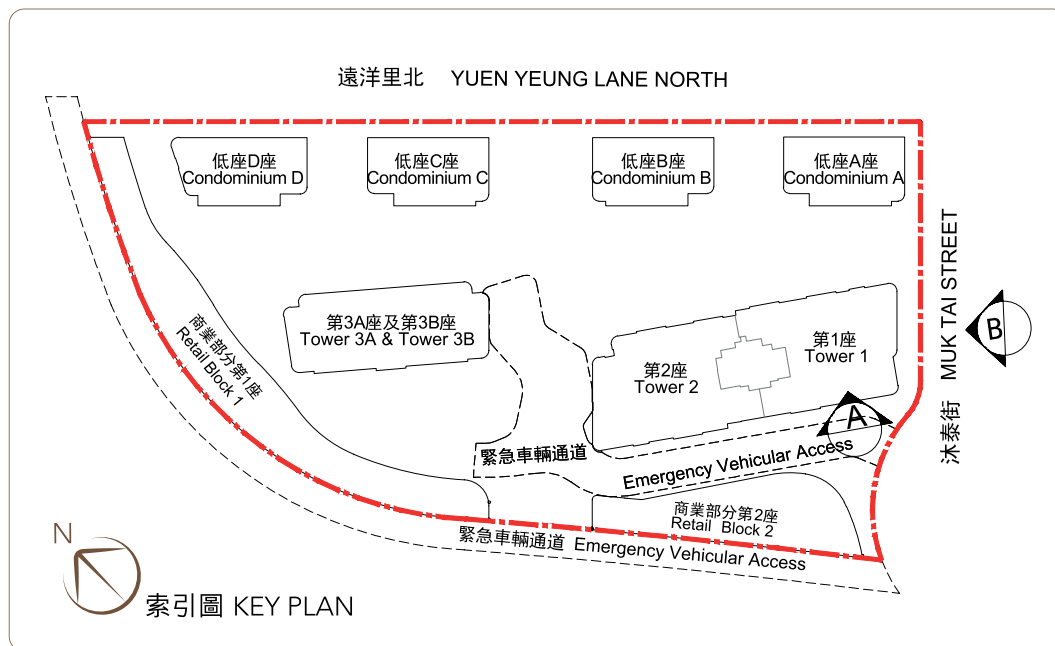 遠洋里北 YUEN YEUNG LANE NORTH
低座D座
Condominium D
低座C座
Condominium C
低座B座
Condominium B
低座A座
Condominium A
沐泰街 MUK TAI STREET
B
商業部分第1座
Retail Block 1
第3A座及第3B座
Tower 3A & Tower 3B
第2座
Tower 2
第1座
Tower 1
A
緊急車輛通道 Emergency Vehicular Access
商業部分第2座
Retail Block 2
緊急車輛通道 Emergency Vehicular Access
N
索引圖 KEY PLAN